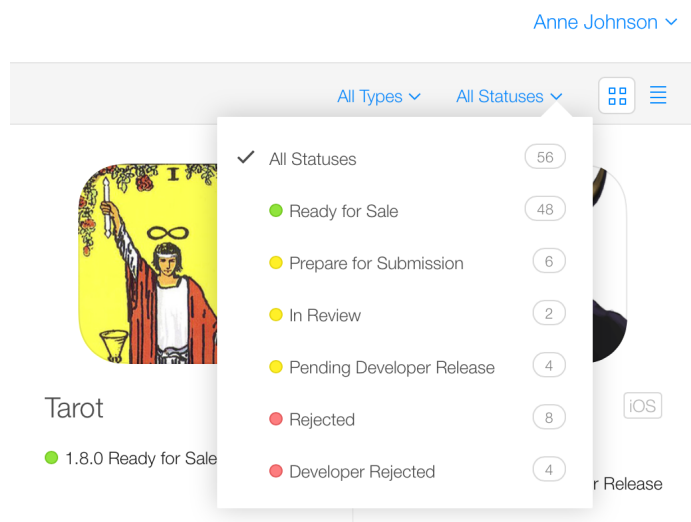 Anne Johnson
All Types
All Statuses
All Statuses 56
Ready for Sale 48
Prepare for Submission 6
In Review 2
Pending Developer Release 4
Rejected 8
Developer Rejected 4
I
Tarot
iOS
1.8.0 Ready for Sale
r Release